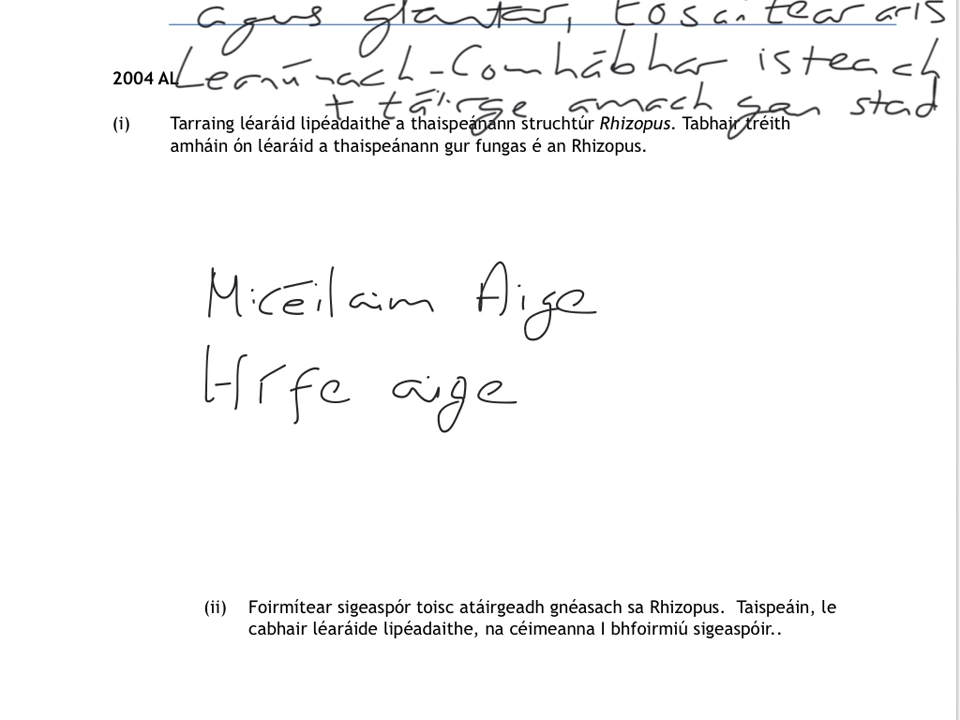 agus glantar, tosaítear arís
2004 AL Leanúnach - Comhábhar isteach
+ táirge amach gan stad
(i) Tarraing léaráid lipéadaithe a thaispeánann struchtúr Rhizopus. Tabhair tréith
amháin ón léaráid a thaispeánann gur fungas é an Rhizopus.
Micéiliam Aige
Hífe aige
(ii) Foirmítear sigeaspór toisc atáirgeadh gnéasach sa Rhizopus. Taispeáin, le
cabhair léaráide lipéadaithe, na céimeanna I bhfoirmiú sigeaspóir..